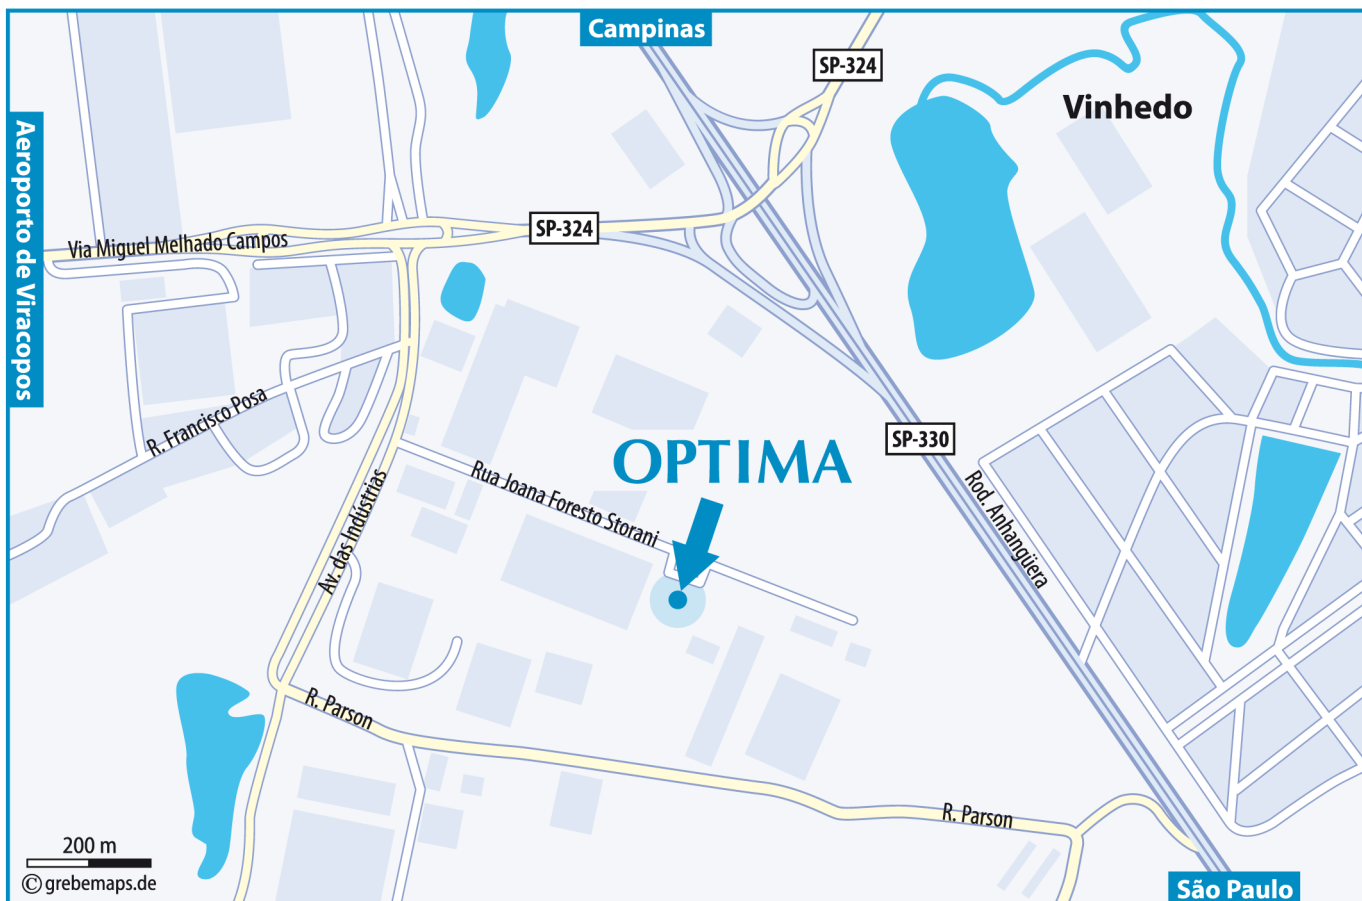 Campinas
SP-324
Vinhedo
Aeroporto de Viracopos
Via Miguel Melhado Campos
SP-324
R. Francisco Posa
SP-330
OPTIMA
Rua Joana Foresto Storani
Av. das Indústrias
Rod. Anhangüera
R. Parson
R. Parson
200 m
© grebemaps.de
São Paulo